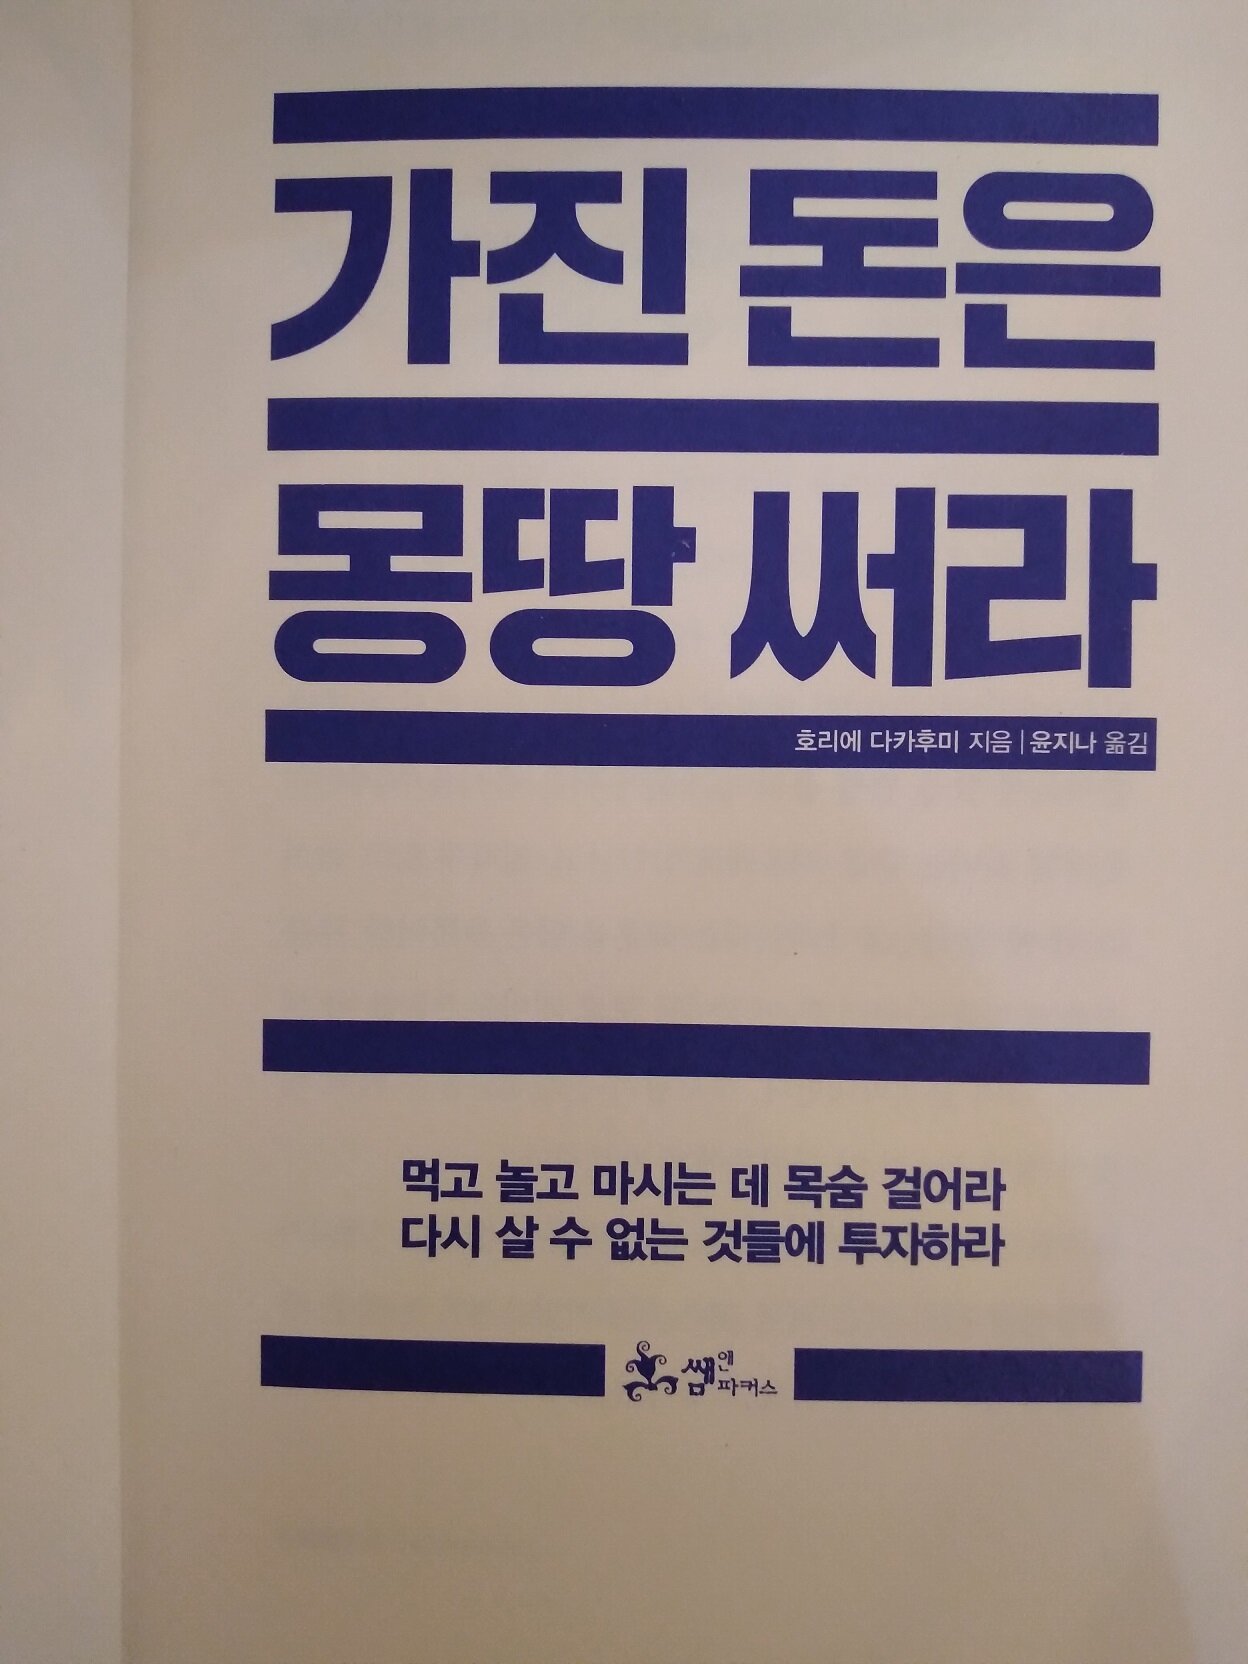 가진 돈은
몽땅 써라
호리에 다카후미 지음 | 윤지나 옮김
먹고 놀고 마시는 데 목숨 걸어라
다시 살 수 없는 것들에 투자하라
쌤앤파커스